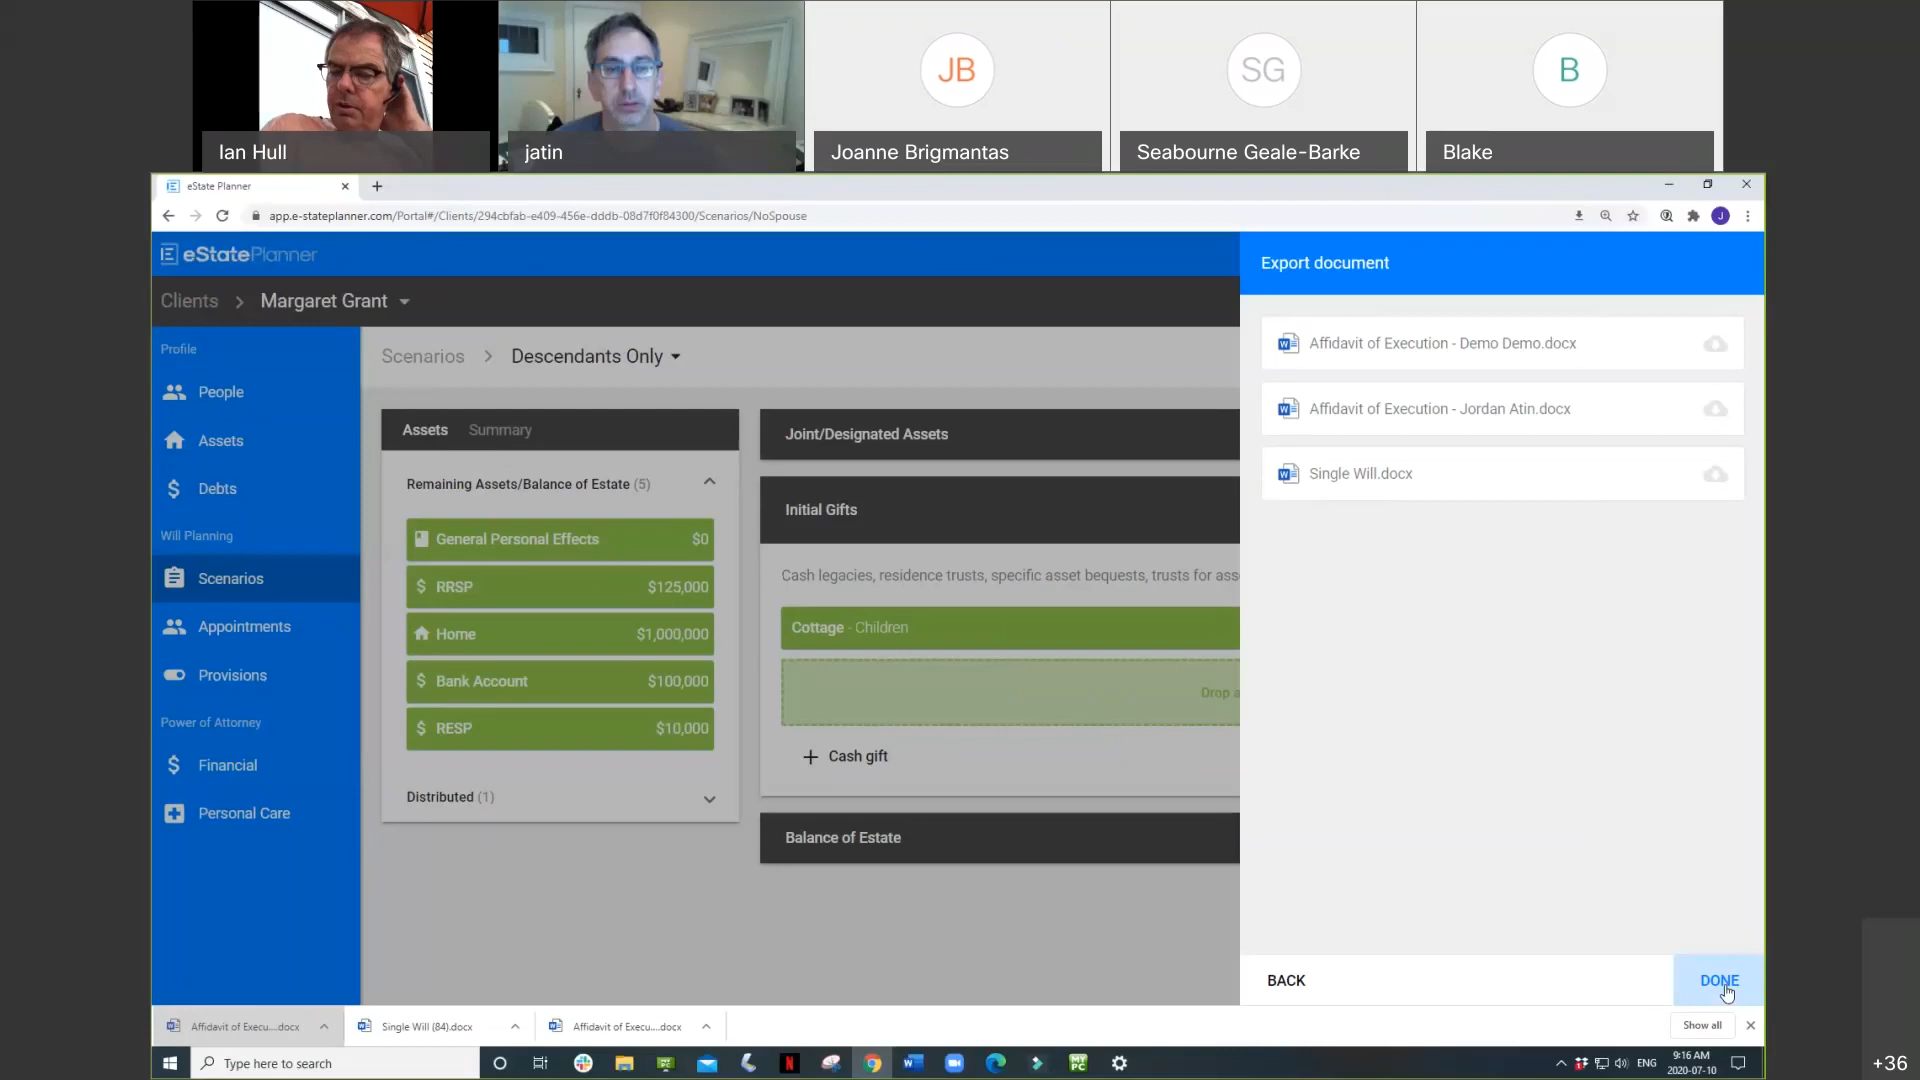 JB
SG
B
Ian Hull
jatin
Joanne Brigmantas
Seabourne Geale-Barke
Blake
eState Planner
app.e-stateplanner.com/Portal#/Clients/294cbfab-e409-456e-dddb-08d7f0f84300/Scenarios/NoSpouse
J
eStatePlanner
Export document
Clients > Margaret Grant
Affidavit of Execution - Demo Demo.docx
Affidavit of Execution - Jordan Atin.docx
Single Will.docx
BACK
DONE
Profile
People
Assets
Debts
Will Planning
Scenarios
Appointments
Provisions
Power of Attorney
Financial
Personal Care
Scenarios > Descendants Only
Assets Summary
Remaining Assets/Balance of Estate (5)
General Personal Effects $0
RRSP $125,000
Home $1,000,000
Bank Account $100,000
RESP $10,000
Distributed (1)
Joint/Designated Assets
Initial Gifts
Cash legacies, residence trusts, specific asset bequests, trusts for ass
Cottage - Children
Drop a
+ Cash gift
Balance of Estate
Affidavit of Execu....docx
Single Will (84).docx
Affidavit of Execu....docx
Show all
Type here to search
ENG
9:16 AM
2020-07-10
+36